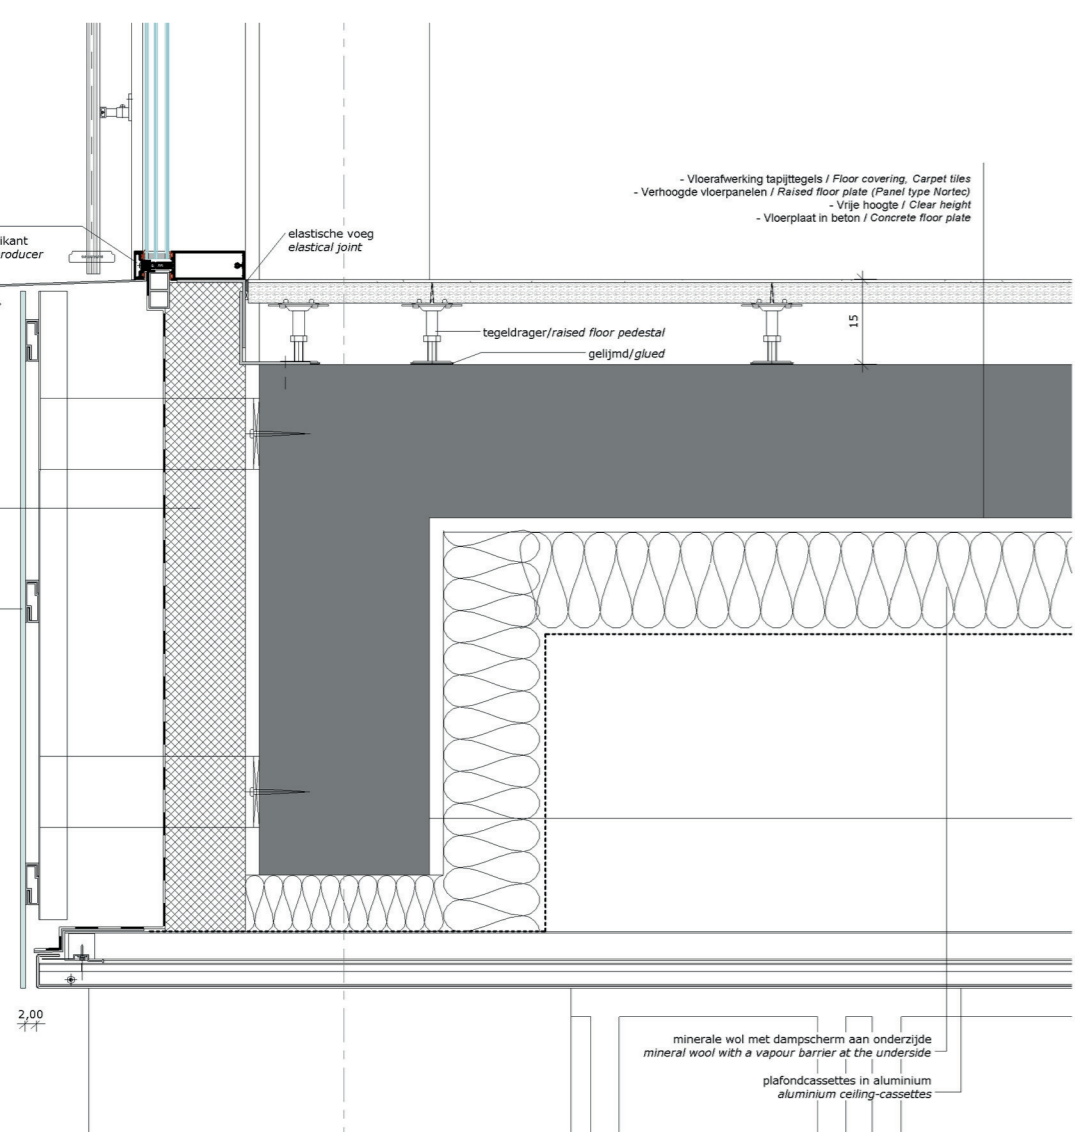 - Vloerafwerking tapijttegels / Floor covering, Carpet tiles
- Verhoogde vloerpanelen / Raised floor plate (Panel type Nortec)
- Vrije hoogte / Clear height
- Vloerplaat in beton / Concrete floor plate
elastische voeg
elastical joint
ikant
roducer
15
tegeldrager/raised floor pedestal
gelijmd/glued
2,00
minerale wol met dampscherm aan onderzijde
mineral wool with a vapour barrier at the underside
plafondcassettes in aluminium
aluminium ceiling-cassettes